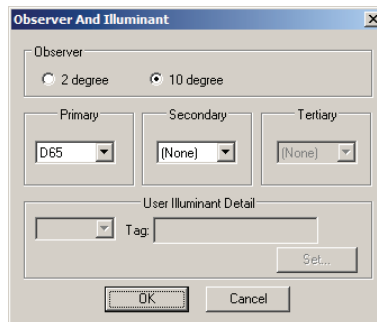 Observer And Illuminant
Observer
2 degree 10 degree
Primary Secondary Tertiary
D65 (None) (None)
User Illuminant Detail
Tag:
Set...
OK Cancel